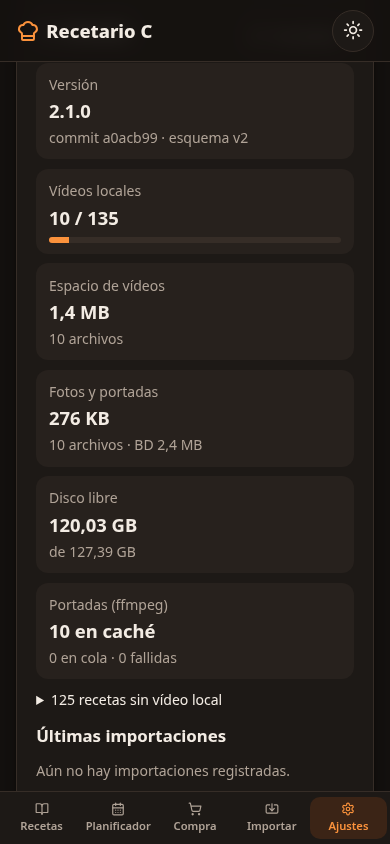 Recetario C
Versión
2.1.0
commit a0acb99 · esquema v2
Vídeos locales
10 / 135
Espacio de vídeos
1,4 MB
10 archivos
Fotos y portadas
276 KB
10 archivos · BD 2,4 MB
Disco libre
120,03 GB
de 127,39 GB
Portadas (ffmpeg)
10 en caché
0 en cola · 0 fallidas
125 recetas sin vídeo local
Últimas importaciones
Aún no hay importaciones registradas.
Recetas
Planificador
Compra
Importar
Ajustes